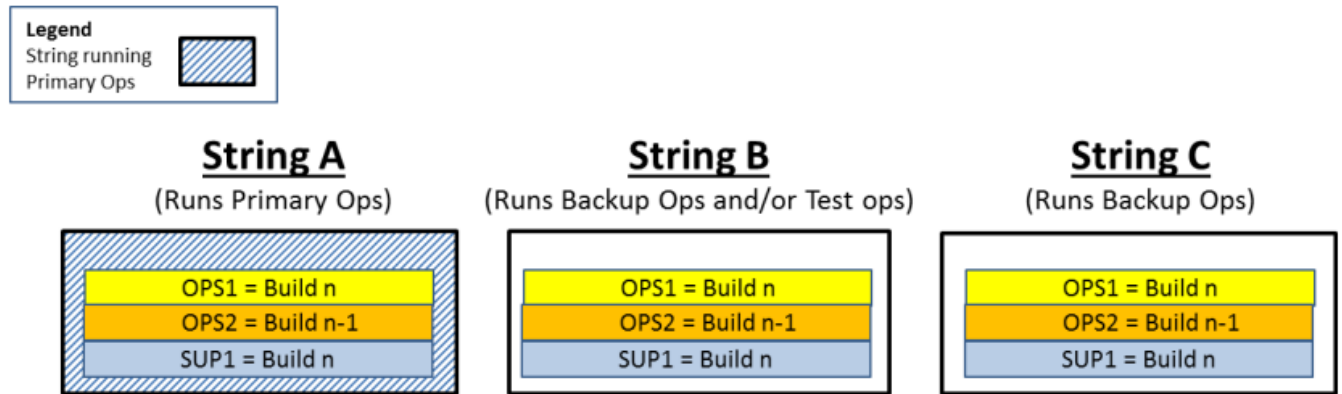 Legend
String running
Primary Ops
String A
(Runs Primary Ops)
OPS1 = Build n
OPS2 = Build n-1
SUP1 = Build n
String B
(Runs Backup Ops and/or Test ops)
OPS1 = Build n
OPS2 = Build n-1
SUP1 = Build n
String C
(Runs Backup Ops)
OPS1 = Build n
OPS2 = Build n-1
SUP1 = Build n